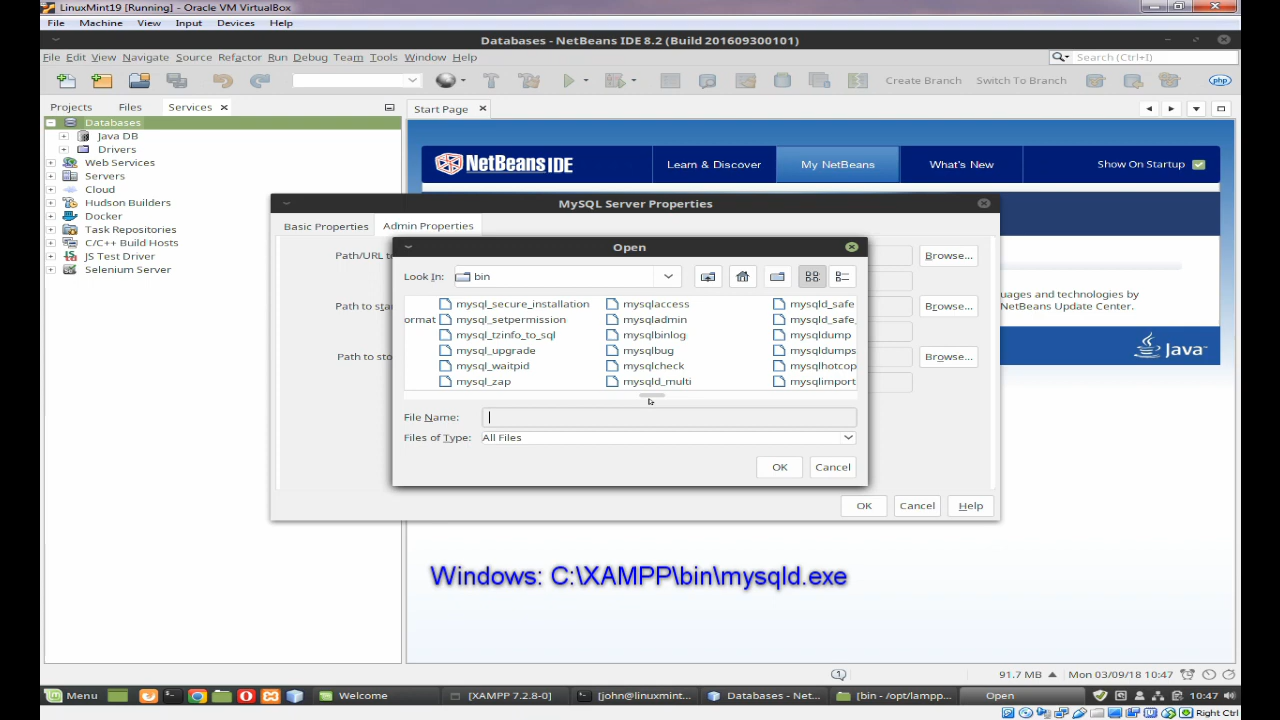 LinuxMint19 [Running] - Oracle VM VirtualBox
File Machine View Input Devices Help
Databases - NetBeans IDE 8.2 (Build 201609300101)
File Edit View Navigate Source Refactor Run Debug Team Tools Window Help
Search (Ctrl+I)
Create Branch Switch To Branch
php
Projects Files Services
Start Page
Databases
Java DB
Drivers
Web Services
Servers
Cloud
Hudson Builders
Docker
Task Repositories
C/C++ Build Hosts
JS Test Driver
Selenium Server
NetBeans IDE
Learn & Discover My NetBeans What's New Show On Startup
MySQL Server Properties
Basic Properties Admin Properties
Path/URL to
Browse...
Path to sta
Browse...
Path to sto
Browse...
Open
Look In: bin
mysql_secure_installation mysqlaccess mysqld_safe
ormat mysql_setpermission mysqladmin mysqld_safe_
mysql_tzinfo_to_sql mysqlbinlog mysqldump
mysql_upgrade mysqlbug mysqldumps
mysql_waitpid mysqlcheck mysqlhotcop
mysql_zap mysqld_multi mysqlimport
File Name:
Files of Type: All Files
OK Cancel
OK Cancel Help
uages and technologies by
NetBeans Update Center.
Java
Windows: C:\XAMPP\bin\mysqld.exe
1
91.7 MB Mon 03/09/18 10:47
Menu Welcome [XAMPP 7.2.8-0] [john@linuxmint... Databases - Net... [bin - /opt/lampp... Open 10:47
Right Ctrl